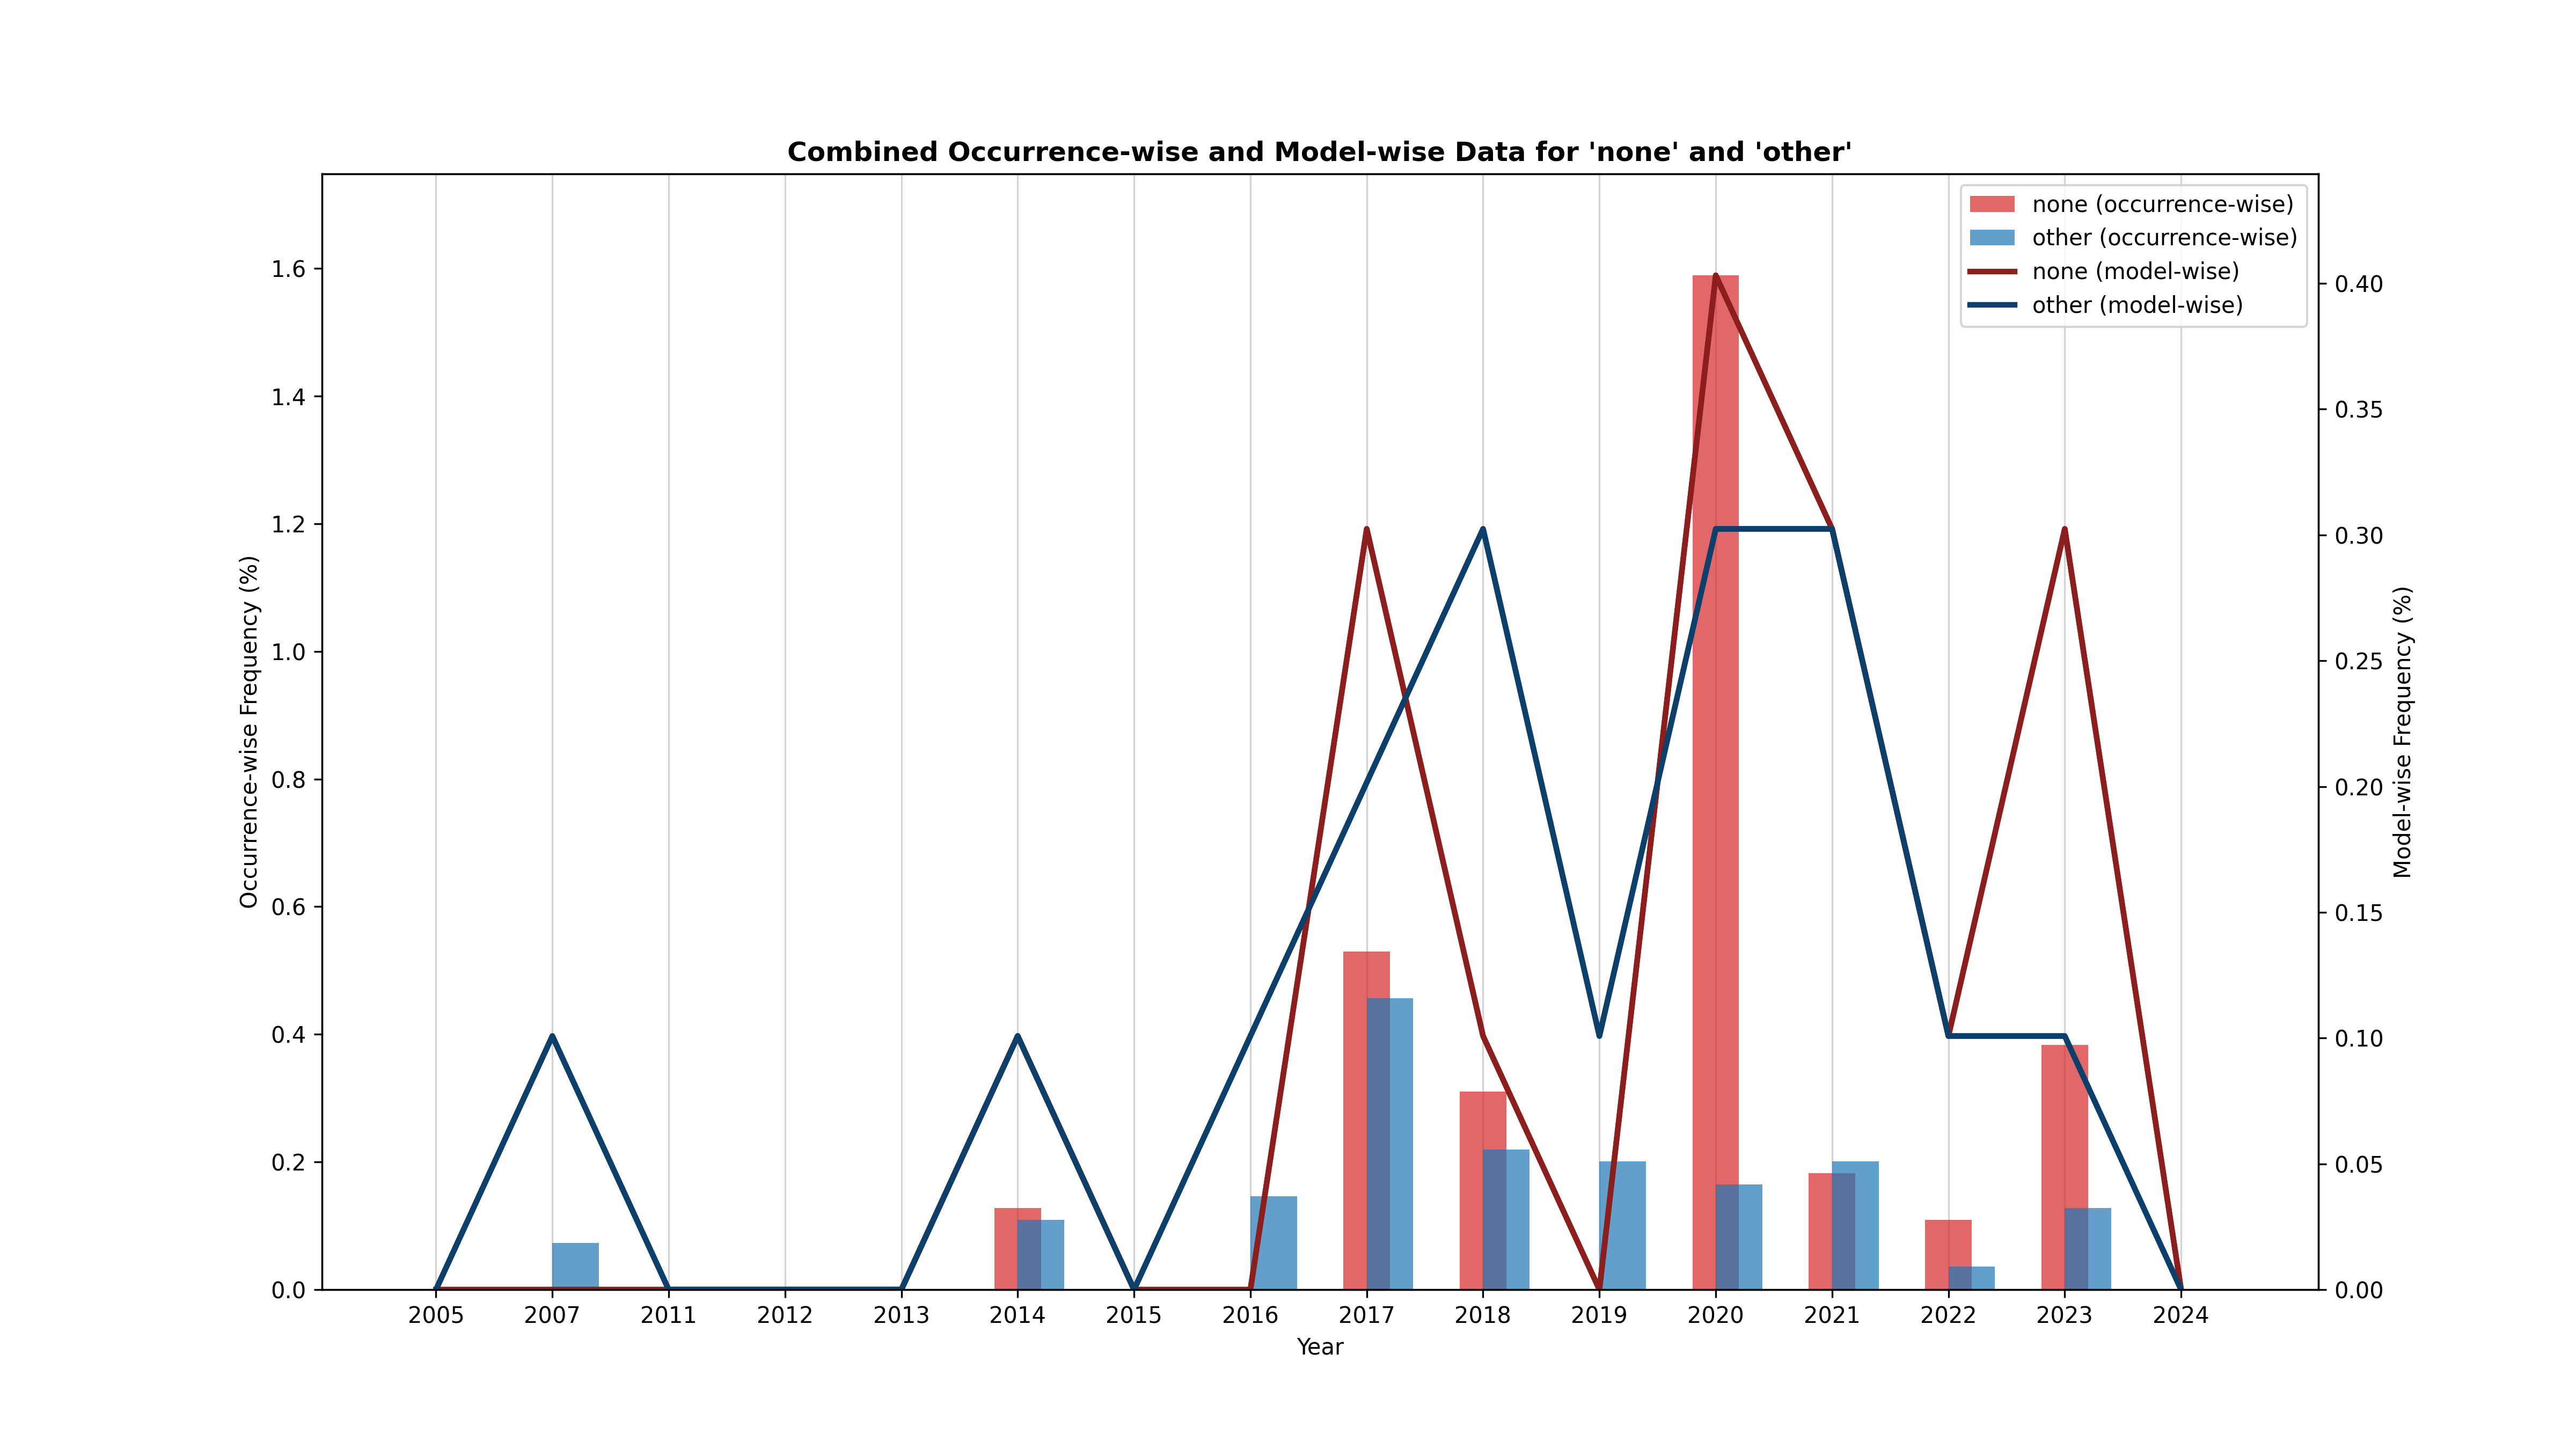 Combined Occurrence-wise and Model-wise Data for 'none' and 'other'
none (occurrence-wise)
other (occurrence-wise)
none (model-wise)
other (model-wise)
Occurrence-wise Frequency (%)
1.6
1.4
1.2
1.0
0.8
0.6
0.4
0.2
0.0
0.40
0.35
0.30
0.25
0.20
0.15
0.10
0.05
0.00
Model-wise Frequency (%)
2005 2007 2011 2012 2013 2014 2015 2016 2017 2018 2019 2020 2021 2022 2023 2024
Year